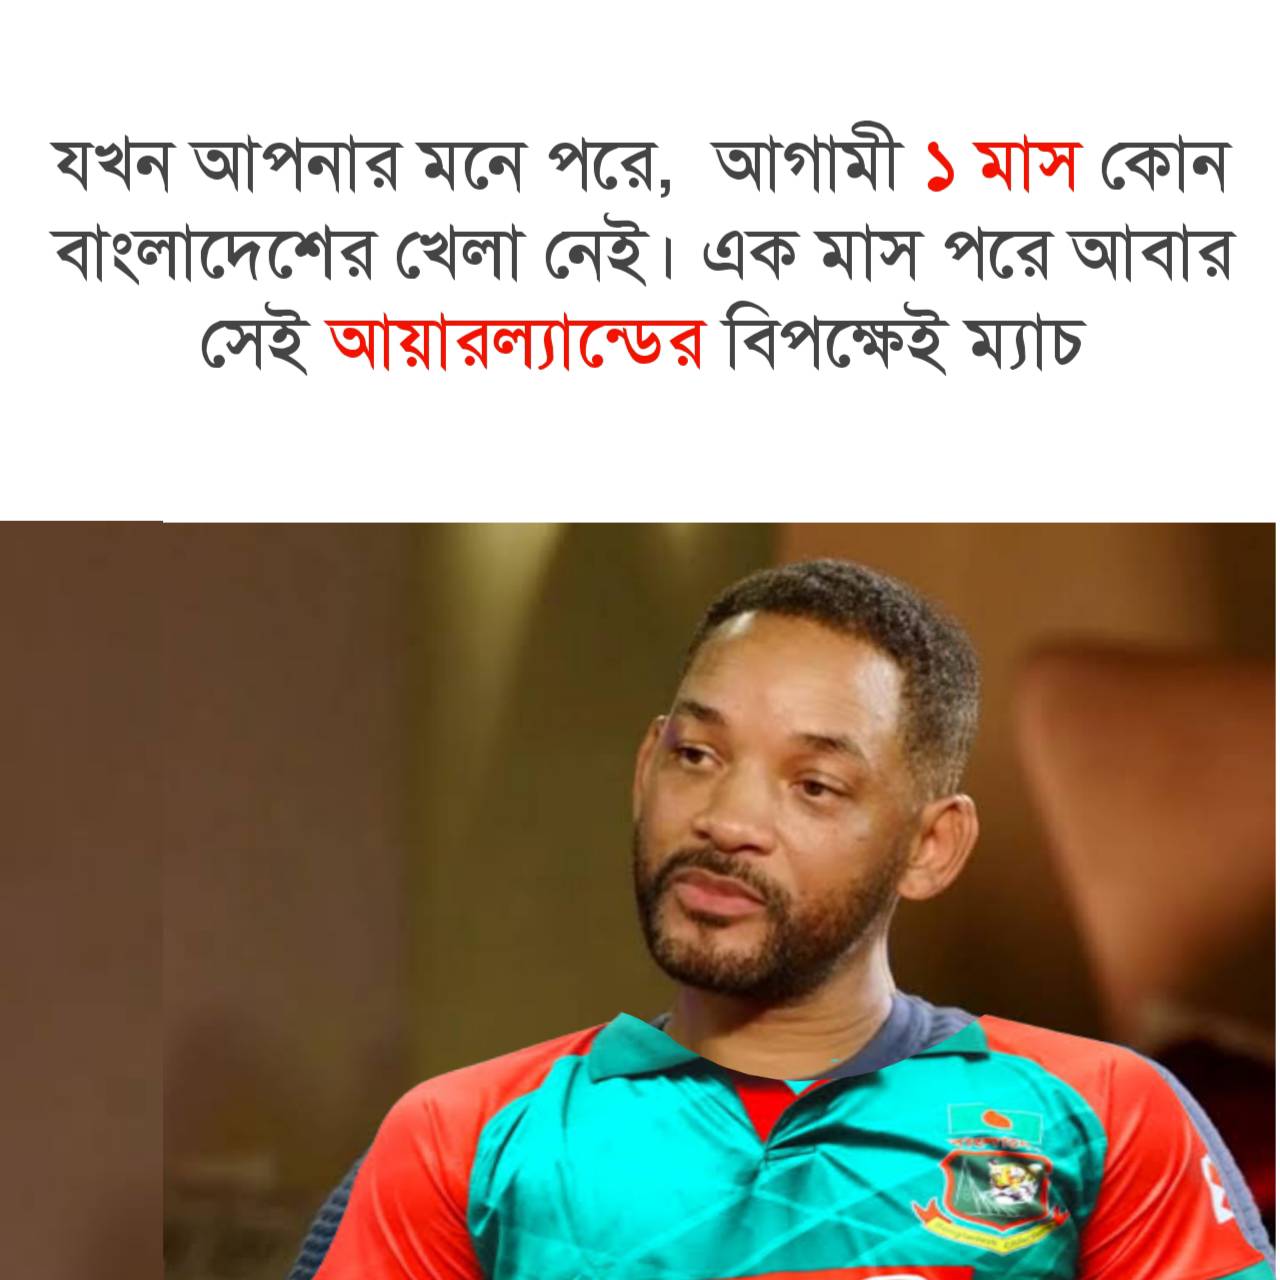 যখন আপনার মনে পরে, আগামী ১ মাস কোন
বাংলাদেশের খেলা নেই। এক মাস পরে আবার
সেই আয়ারল্যান্ডের বিপক্ষেই ম্যাচ